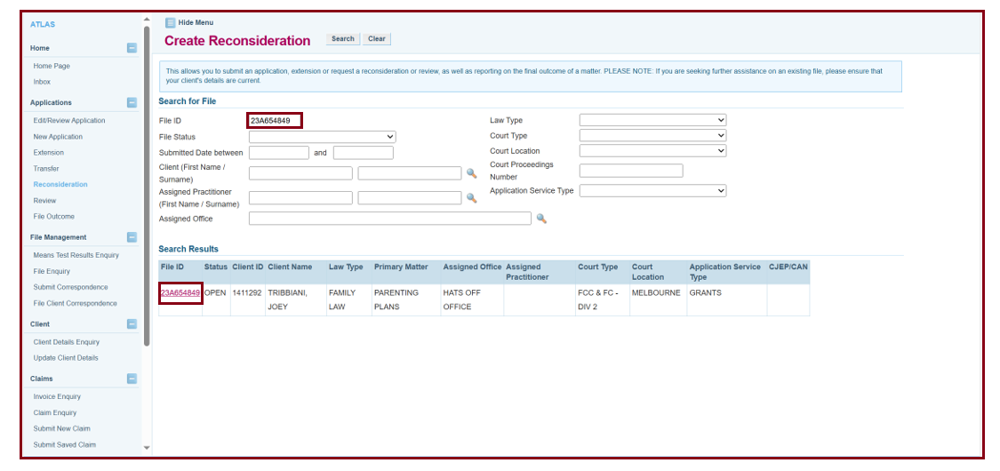 ATLAS
Home
Home Page
Inbox
Applications
Edit/Review Application
New Application
Extension
Transfer
Reconsideration
Review
File Outcome
File Management
Means Test Results Enquiry
File Enquiry
Submit Correspondence
File Client Correspondence
Client
Client Details Enquiry
Update Client Details
Claims
Invoice Enquiry
Claim Enquiry
Submit New Claim
Submit Saved Claim
Hide Menu
Create Reconsideration Search Clear
This allows you to submit an application, extension or request a reconsideration or review, as well as reporting on the final outcome of a matter. PLEASE NOTE: If you are seeking further assistance on an existing file, please ensure that
your client's details are current.
Search for File
File ID 23A654849 Law Type
File Status Court Type
Submitted Date between and Court Location
Client (First Name / Surname) Court Proceedings Number
Assigned Practitioner (First Name / Surname) Application Service Type
Assigned Office
Search Results
File ID Status Client ID Client Name Law Type Primary Matter Assigned Office Assigned Practitioner Court Type Court Location Application Service Type CJEP/CAN
23A654849 OPEN 1411292 TRIBBIANI, JOEY FAMILY LAW PARENTING PLANS HATS OFF OFFICE FCC & FC - DIV 2 MELBOURNE GRANTS